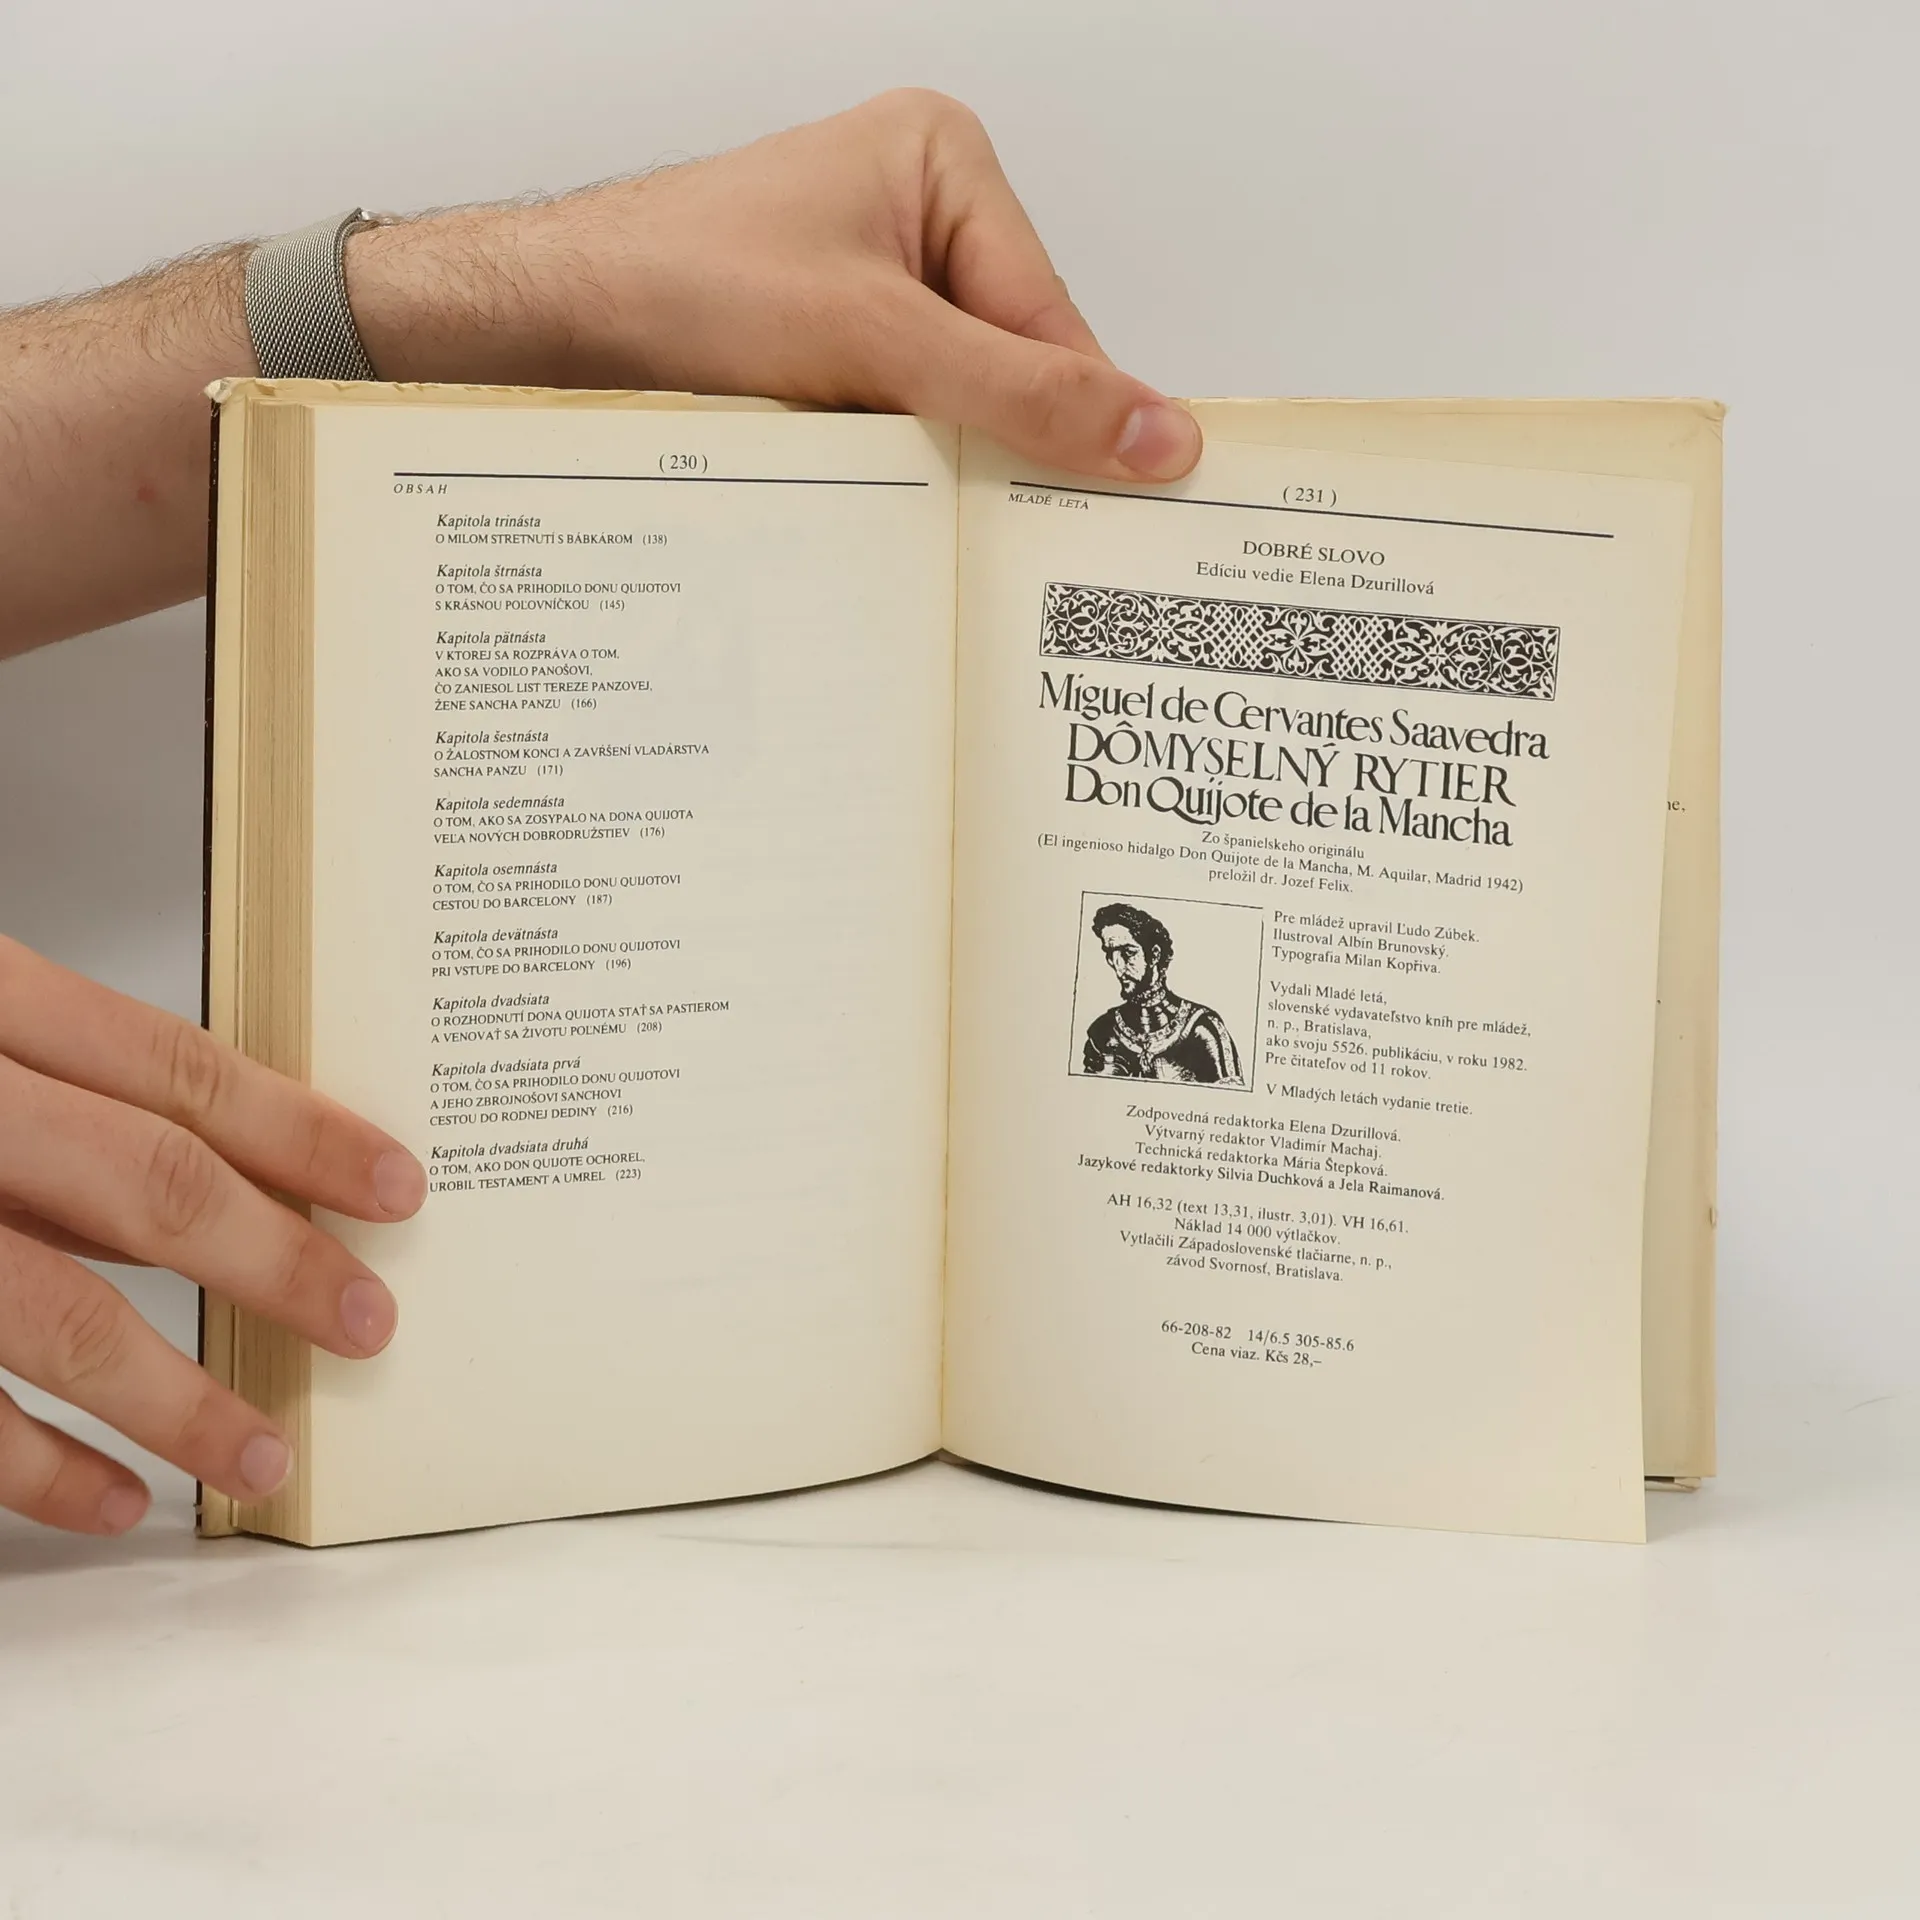 ( 230 )
OBSAH
Kapitola trinásta
O MILOM STRETNUTÍ S BÁBKÁROM (138)
Kapitola štrnásta
O TOM, ČO SA PRIHODILO DONU QUIJOTOVI
S KRÁSNOU POĽOVNÍČKOU (145)
Kapitola pätnásta
V KTOREJ SA ROZPRÁVA O TOM,
AKO SA VODILO PANOŠOVI,
ČO ZANIESOL LIST TEREZE PANZOVEJ,
ŽENE SANCHA PANZU (166)
Kapitola šestnásta
O ŽALOSTNOM KONCI A ZAVŔŠENÍ VLADÁRSTVA
SANCHA PANZU (171)
Kapitola sedemnásta
O TOM, AKO SA ZOSYPALO NA DONA QUIJOTA
VEĽA NOVÝCH DOBRODRUŽSTIEV (176)
Kapitola osemnásta
O TOM, ČO SA PRIHODILO DONU QUIJOTOVI
CESTOU DO BARCELONY (187)
Kapitola devätnásta
O TOM, ČO SA PRIHODILO DONU QUIJOTOVI
PRI VSTUPE DO BARCELONY (196)
Kapitola dvadsiata
O ROZHODNUTÍ DONA QUIJOTA STAŤ SA PASTIEROM
A VENOVAŤ SA ŽIVOTU POĽNÉMU (208)
Kapitola dvadsiata prvá
O TOM, ČO SA PRIHODILO DONU QUIJOTOVI
A JEHO ZBROJNOŠOVI SANCHOVI
CESTOU DO RODNEJ DEDINY (216)
Kapitola dvadsiata druhá
O TOM, AKO DON QUIJOTE OCHOREL,
UROBIL TESTAMENT A UMREL (223)
( 231 )
MLADÉ LETÁ
DOBRÉ SLOVO
Edíciu vedie Elena Dzurillová
Miguel de Cervantes Saavedra
DÔMYSELNÝ RYTIER
Don Quijote de la Mancha
Zo španielskeho originálu
(El ingenioso hidalgo Don Quijote de la Mancha, M. Aquilar, Madrid 1942)
preložil dr. Jozef Felix.
Pre mládež upravil Ľudo Zúbek.
Ilustroval Albín Brunovský.
Typografia Milan Kopřiva.
Vydali Mladé letá,
slovenské vydavateľstvo kníh pre mládež,
n. p., Bratislava,
ako svoju 5526. publikáciu, v roku 1982.
Pre čitateľov od 11 rokov.
V Mladých letách vydanie tretie.
Zodpovedná redaktorka Elena Dzurillová.
Výtvarný redaktor Vladimír Machaj.
Technická redaktorka Mária Štepková.
Jazykové redaktorky Silvia Duchková a Jela Raimanová.
AH 16,32 (text 13,31, ilustr. 3,01). VH 16,61.
Náklad 14 000 výtlačkov.
Vytlačili Západoslovenské tlačiarne, n. p.,
závod Svornosť, Bratislava.
66-208-82 14/6.5 305-85.6
Cena viaz. Kčs 28,–